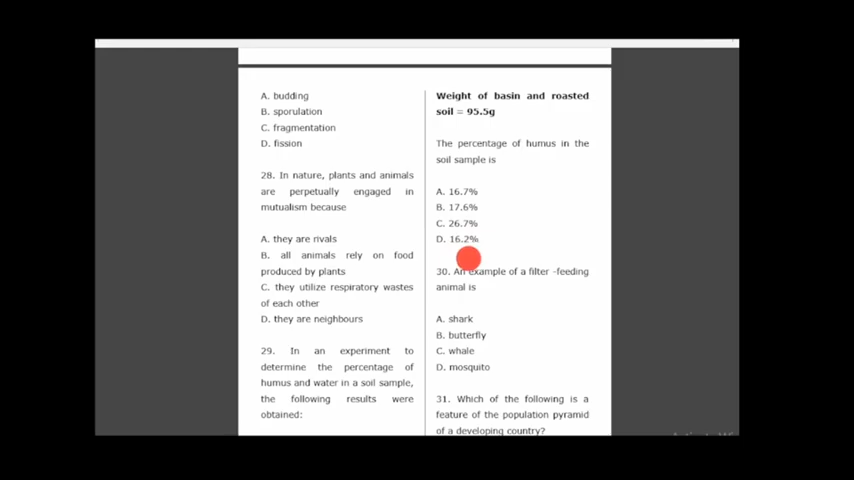 A. budding
B. sporulation
C. fragmentation
D. fission
28. In nature, plants and animals
are perpetually engaged in
mutualism because
A. they are rivals
B. all animals rely on food
produced by plants
C. they utilize respiratory wastes
of each other
D. they are neighbours
29. In an experiment to
determine the percentage of
humus and water in a soil sample,
the following results were
obtained:
Weight of basin and roasted
soil = 95.5g
The percentage of humus in the
soil sample is
A. 16.7%
B. 17.6%
C. 26.7%
D. 16.2%
30. An example of a filter -feeding
animal is
A. shark
B. butterfly
C. whale
D. mosquito
31. Which of the following is a
feature of the population pyramid
of a developing country?